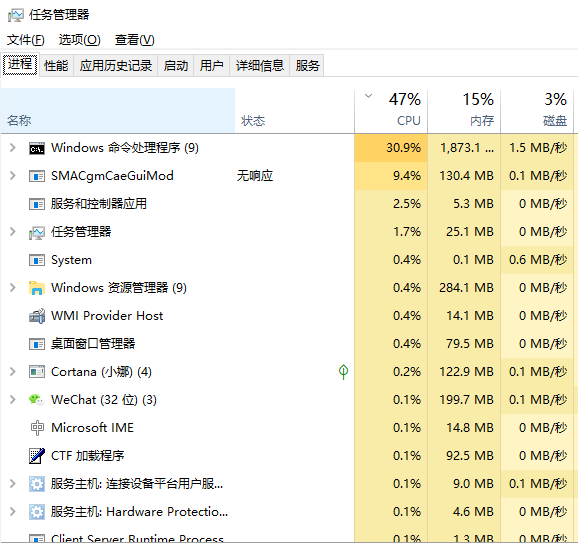 任务管理器
文件(F) 选项(O) 查看(V)
进程 性能 应用历史记录 启动 用户 详细信息 服务
47% 15% 3%
名称 状态 CPU 内存 磁盘
Windows 命令处理程序 (9) 30.9% 1,873.1 ... 1.5 MB/秒
SMACgmCaeGuiMod 无响应 9.4% 130.4 MB 0.1 MB/秒
服务和控制器应用 2.5% 5.3 MB 0 MB/秒
任务管理器 1.7% 25.1 MB 0 MB/秒
System 0.4% 0.1 MB 0.6 MB/秒
Windows 资源管理器 (9) 0.4% 284.1 MB 0 MB/秒
WMI Provider Host 0.4% 14.1 MB 0 MB/秒
桌面窗口管理器 0.4% 79.5 MB 0 MB/秒
Cortana (小娜) (4) 0.2% 122.9 MB 0.1 MB/秒
WeChat (32 位) (3) 0.1% 199.7 MB 0.1 MB/秒
Microsoft IME 0.1% 14.8 MB 0 MB/秒
CTF 加载程序 0.1% 92.5 MB 0 MB/秒
服务主机: 连接设备平台用户服... 0.1% 9.0 MB 0.1 MB/秒
服务主机: Hardware Protectio... 0.1% 4.6 MB 0 MB/秒
Client Server Runtime Process 0.1% 1.3 MB 0 MB/秒